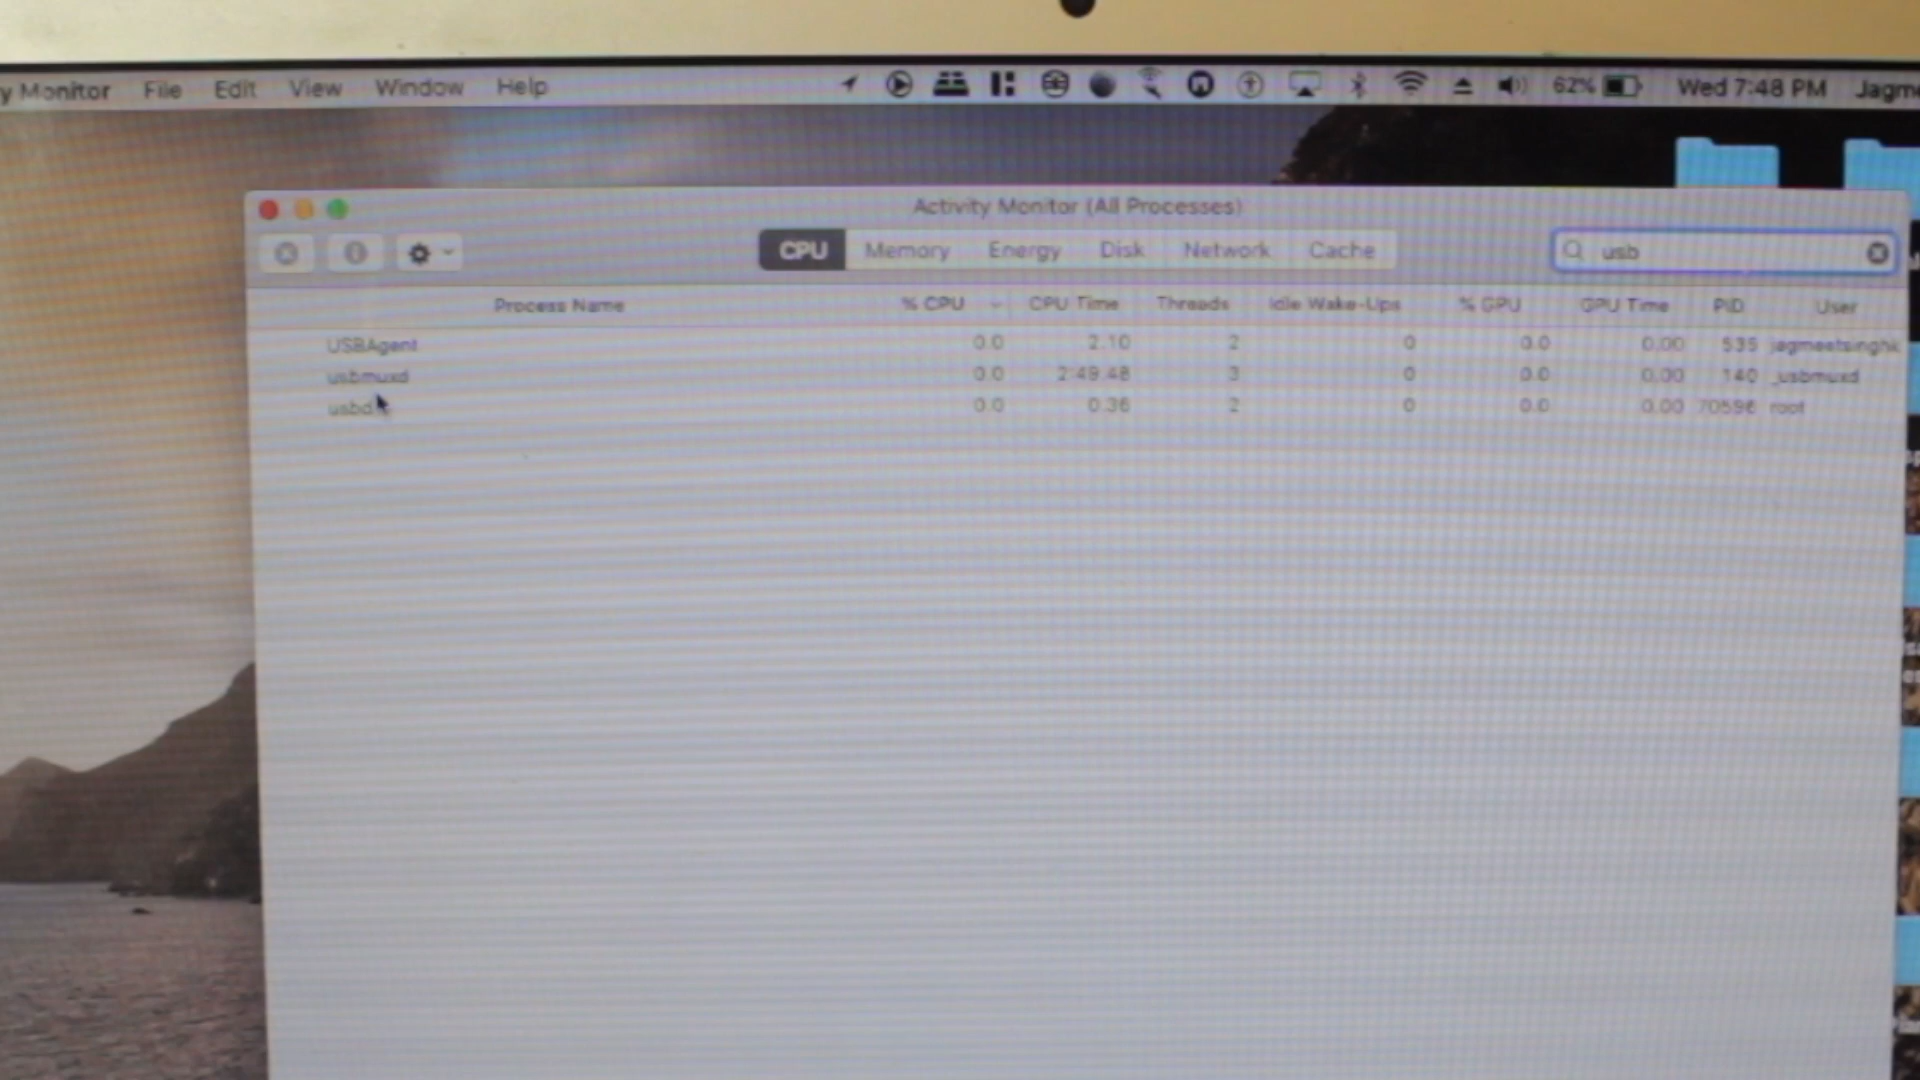 y Monitor File Edit View Window Help 62% Wed 7:48 PM Jagme
Activity Monitor (All Processes)
CPU Memory Energy Disk Network Cache usb
Process Name % CPU CPU Time Threads Idle Wake-Ups % GPU GPU Time PID User
USBAgent 0.0 2.10 2 0 0.0 0.00 535 jagmeetsingh
usbmuxd 0.0 2:49.48 3 0 0.0 0.00 140 _usbmuxd
usbd 0.0 0.36 2 0 0.0 0.00 70596 root